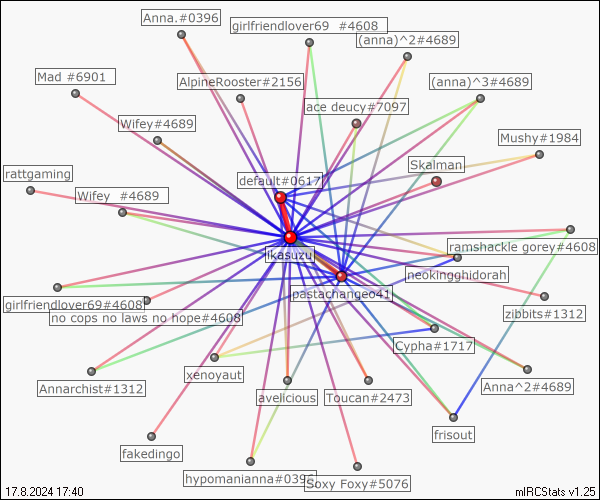 Anna.#0396
girlfriendlover69 #4608
(anna)^2#4689
Mad #6901
AlpineRooster#2156
(anna)^3#4689
ace deucy#7097
Wifey#4689
Mushy#1984
Skalman
rattgaming
default#0617
Wifey #4689
ramshackle gorey#4608
Ikasuzu
neokingghidorah
pastachangeo41
girlfriendlover69#4608
zibbits#1312
no cops no laws no hope#4608
Cypha#1717
xenoyaut
Annarchist#1312
Anna^2#4689
avelicious
Toucan#2473
frisout
fakedingo
hypomanianna#039
Soxy Foxy#5076
17.8.2024 17:40
mIRCStats v1.25